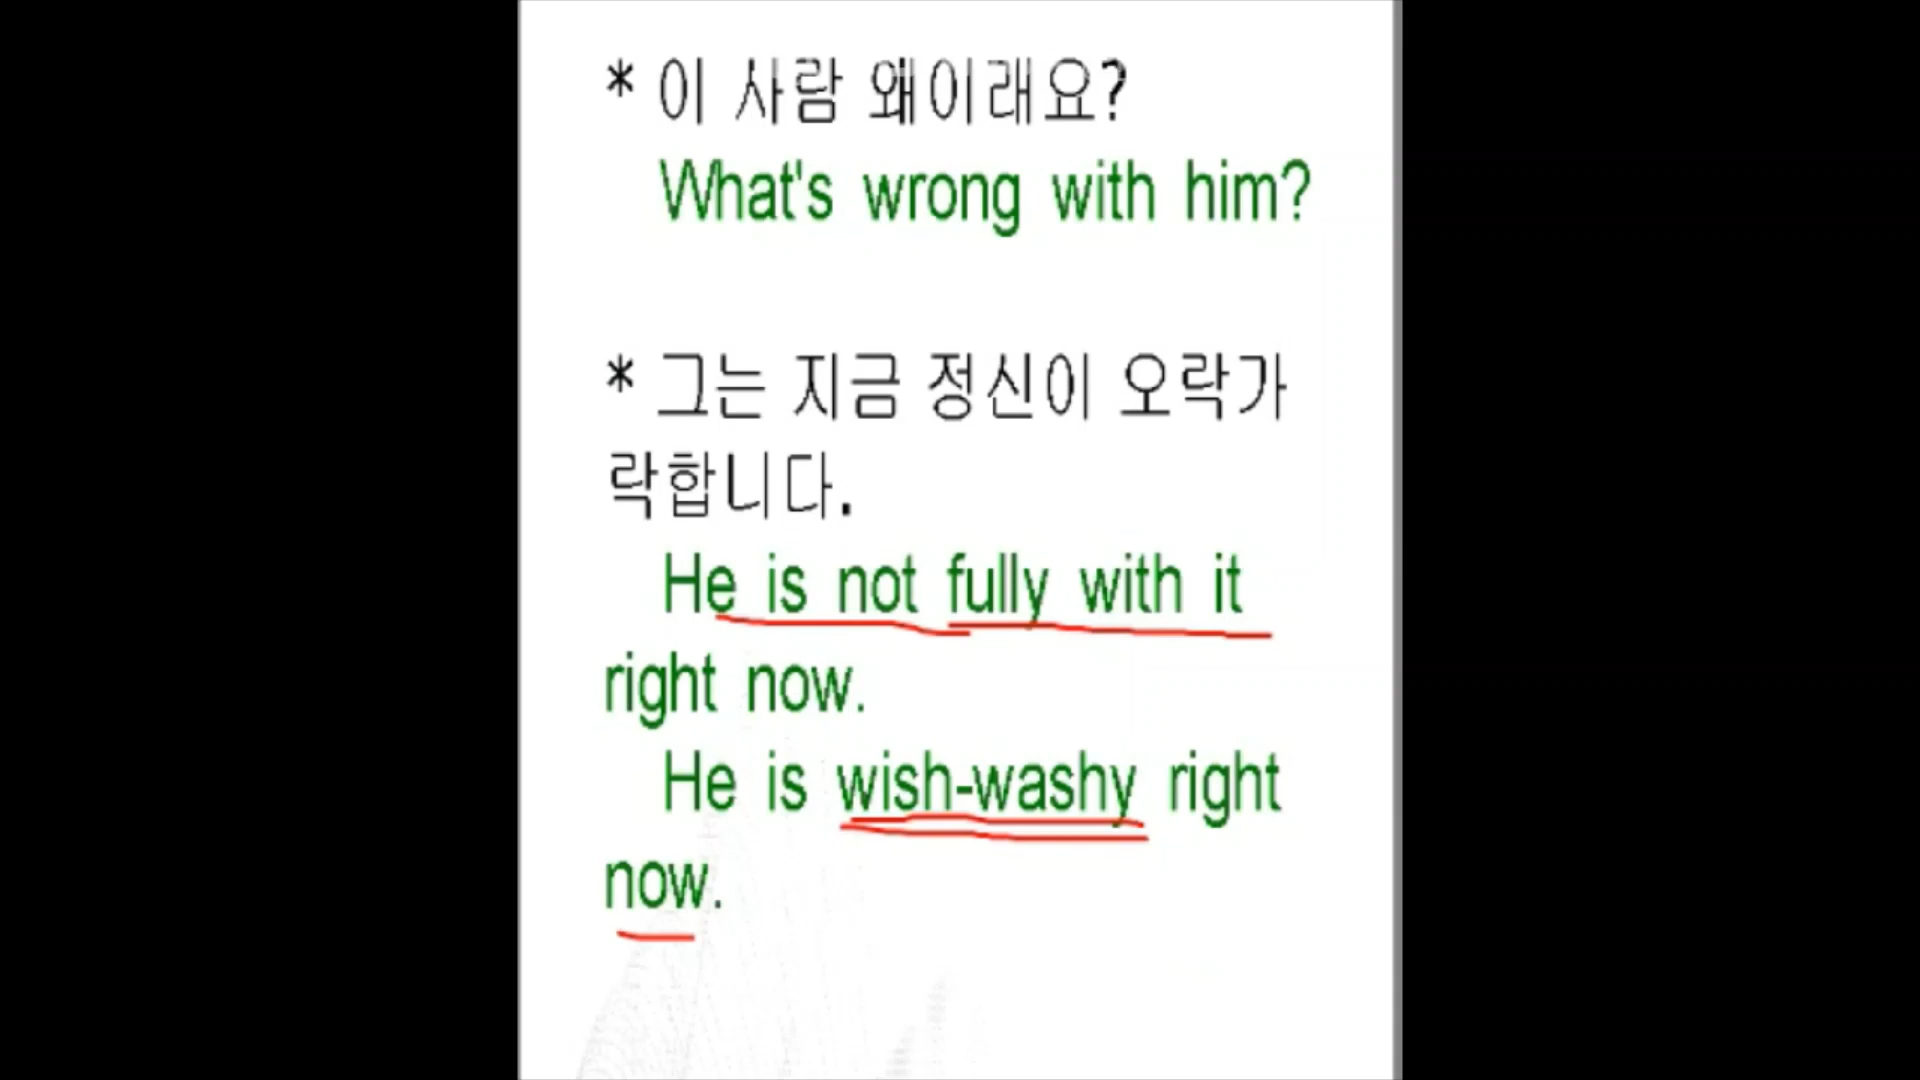 * 이 사람 왜이래요?
What's wrong with him?
* 그는 지금 정신이 오락가
락합니다.
He is not fully with it
right now.
He is wish-washy right
now.